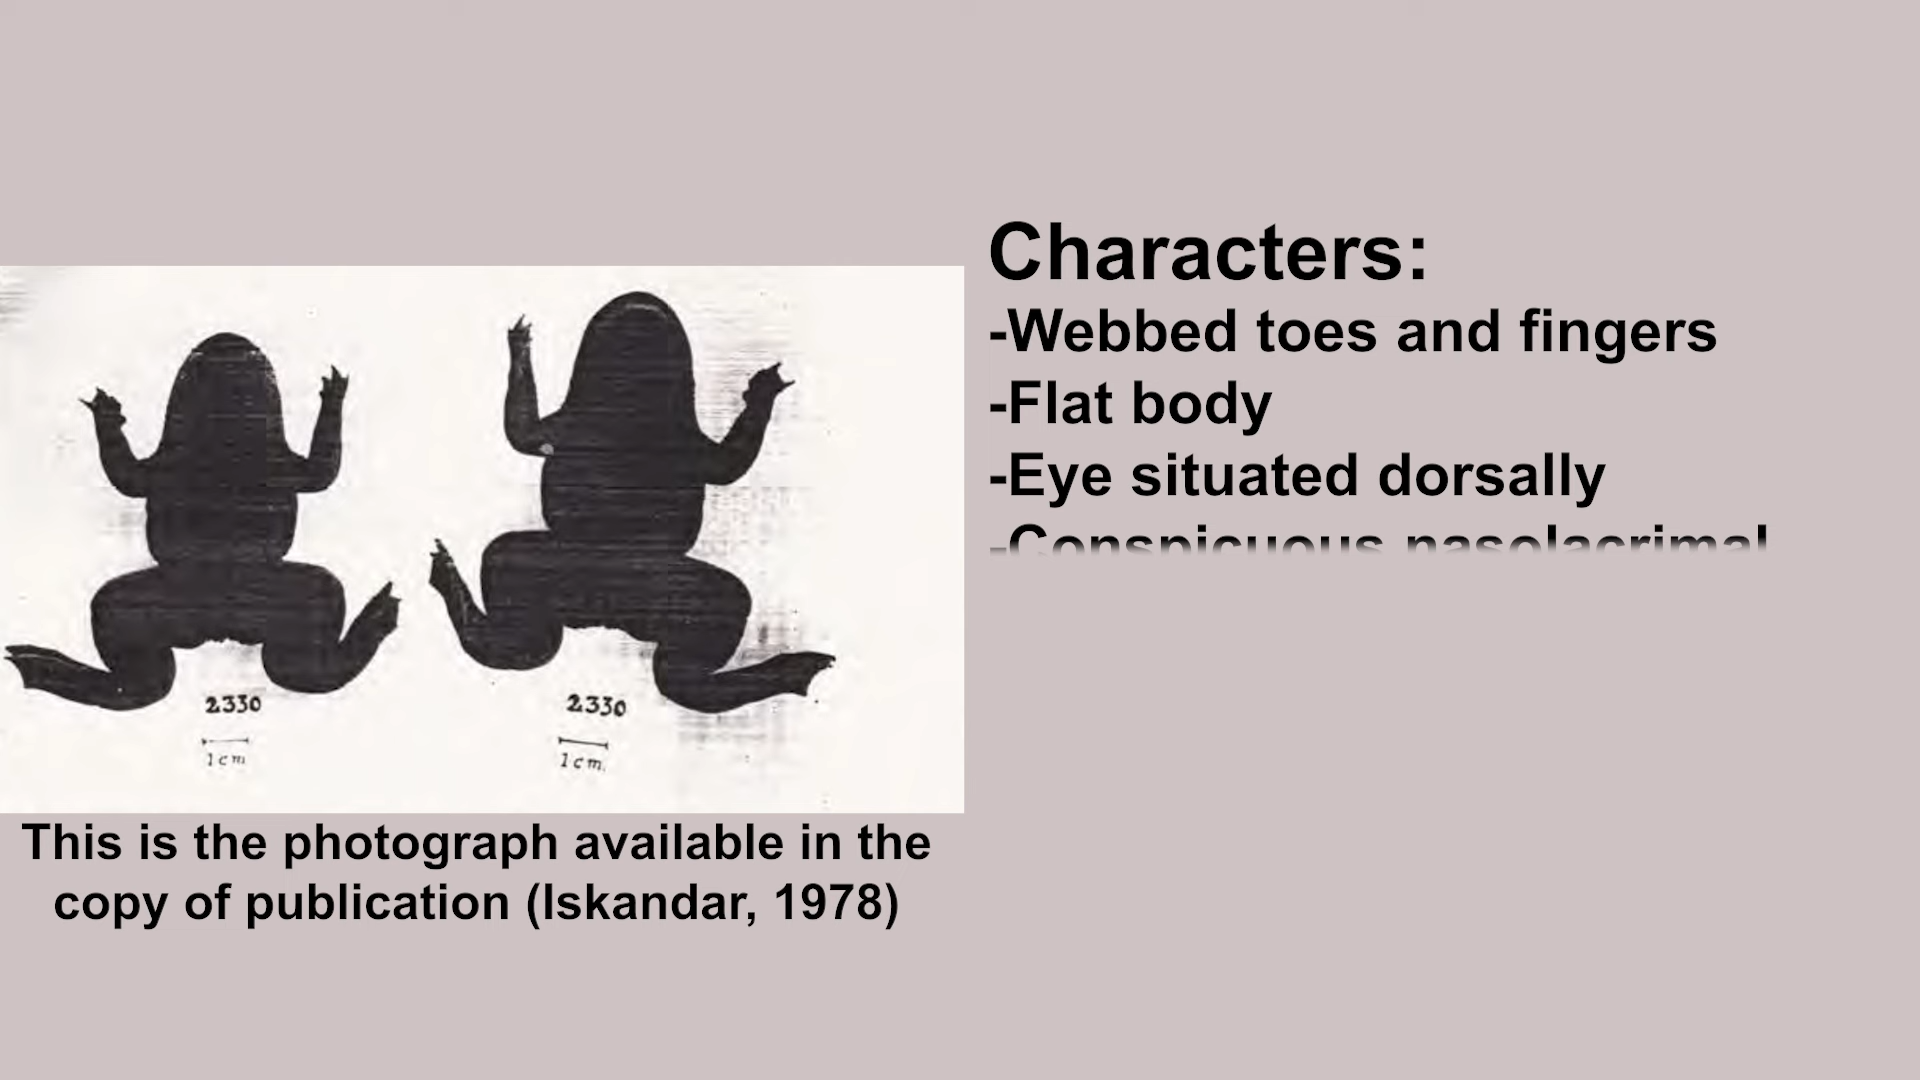 Characters:
-Webbed toes and fingers
-Flat body
-Eye situated dorsally
-Conspicuous nasolacrimal
2330
1cm
2330
1cm.
This is the photograph available in the
copy of publication (Iskandar, 1978)